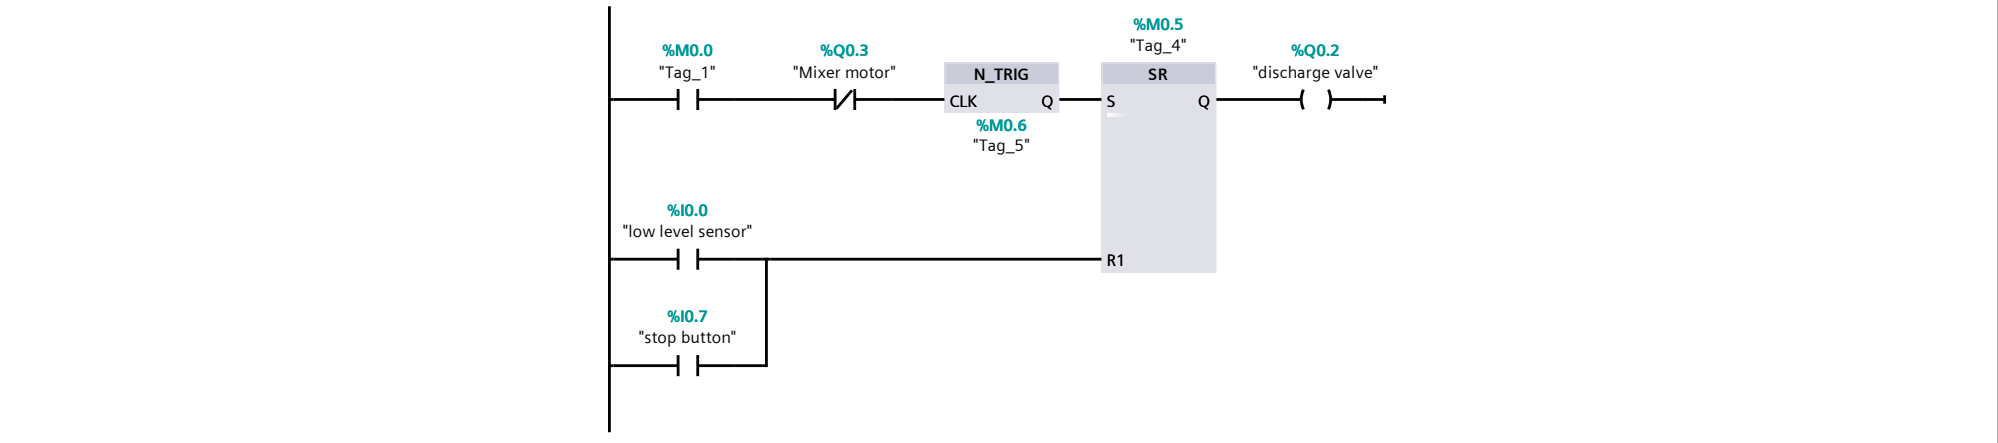 %M0.5
"Tag_4"
%M0.0
%Q0.3
%Q0.2
"Tag_1"
"Mixer motor"
"discharge valve"
N_TRIG
SR
CLK Q
S Q
%M0.6
"Tag_5"
%I0.0
"low level sensor"
R1
%I0.7
"stop button"